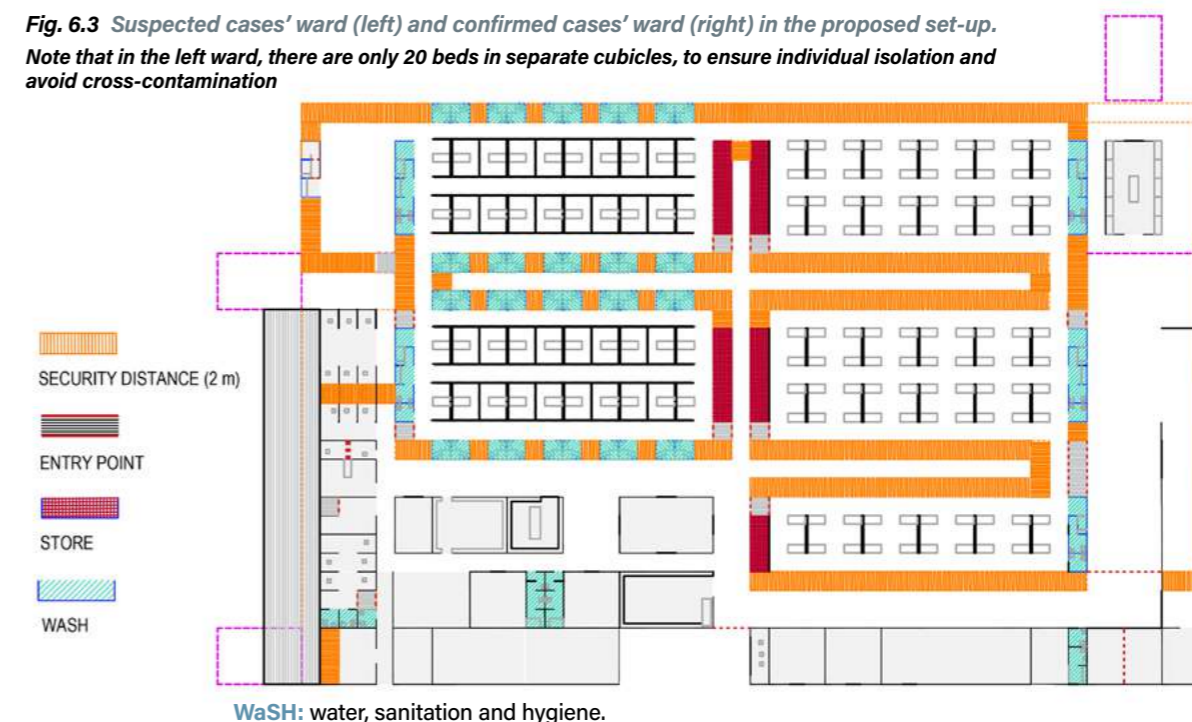 Fig. 6.3 Suspected cases' ward (left) and confirmed cases' ward (right) in the proposed set-up.
Note that in the left ward, there are only 20 beds in separate cubicles, to ensure individual isolation and
avoid cross-contamination
SECURITY DISTANCE (2 m)
ENTRY POINT
STORE
WASH
WaSH: water, sanitation and hygiene.